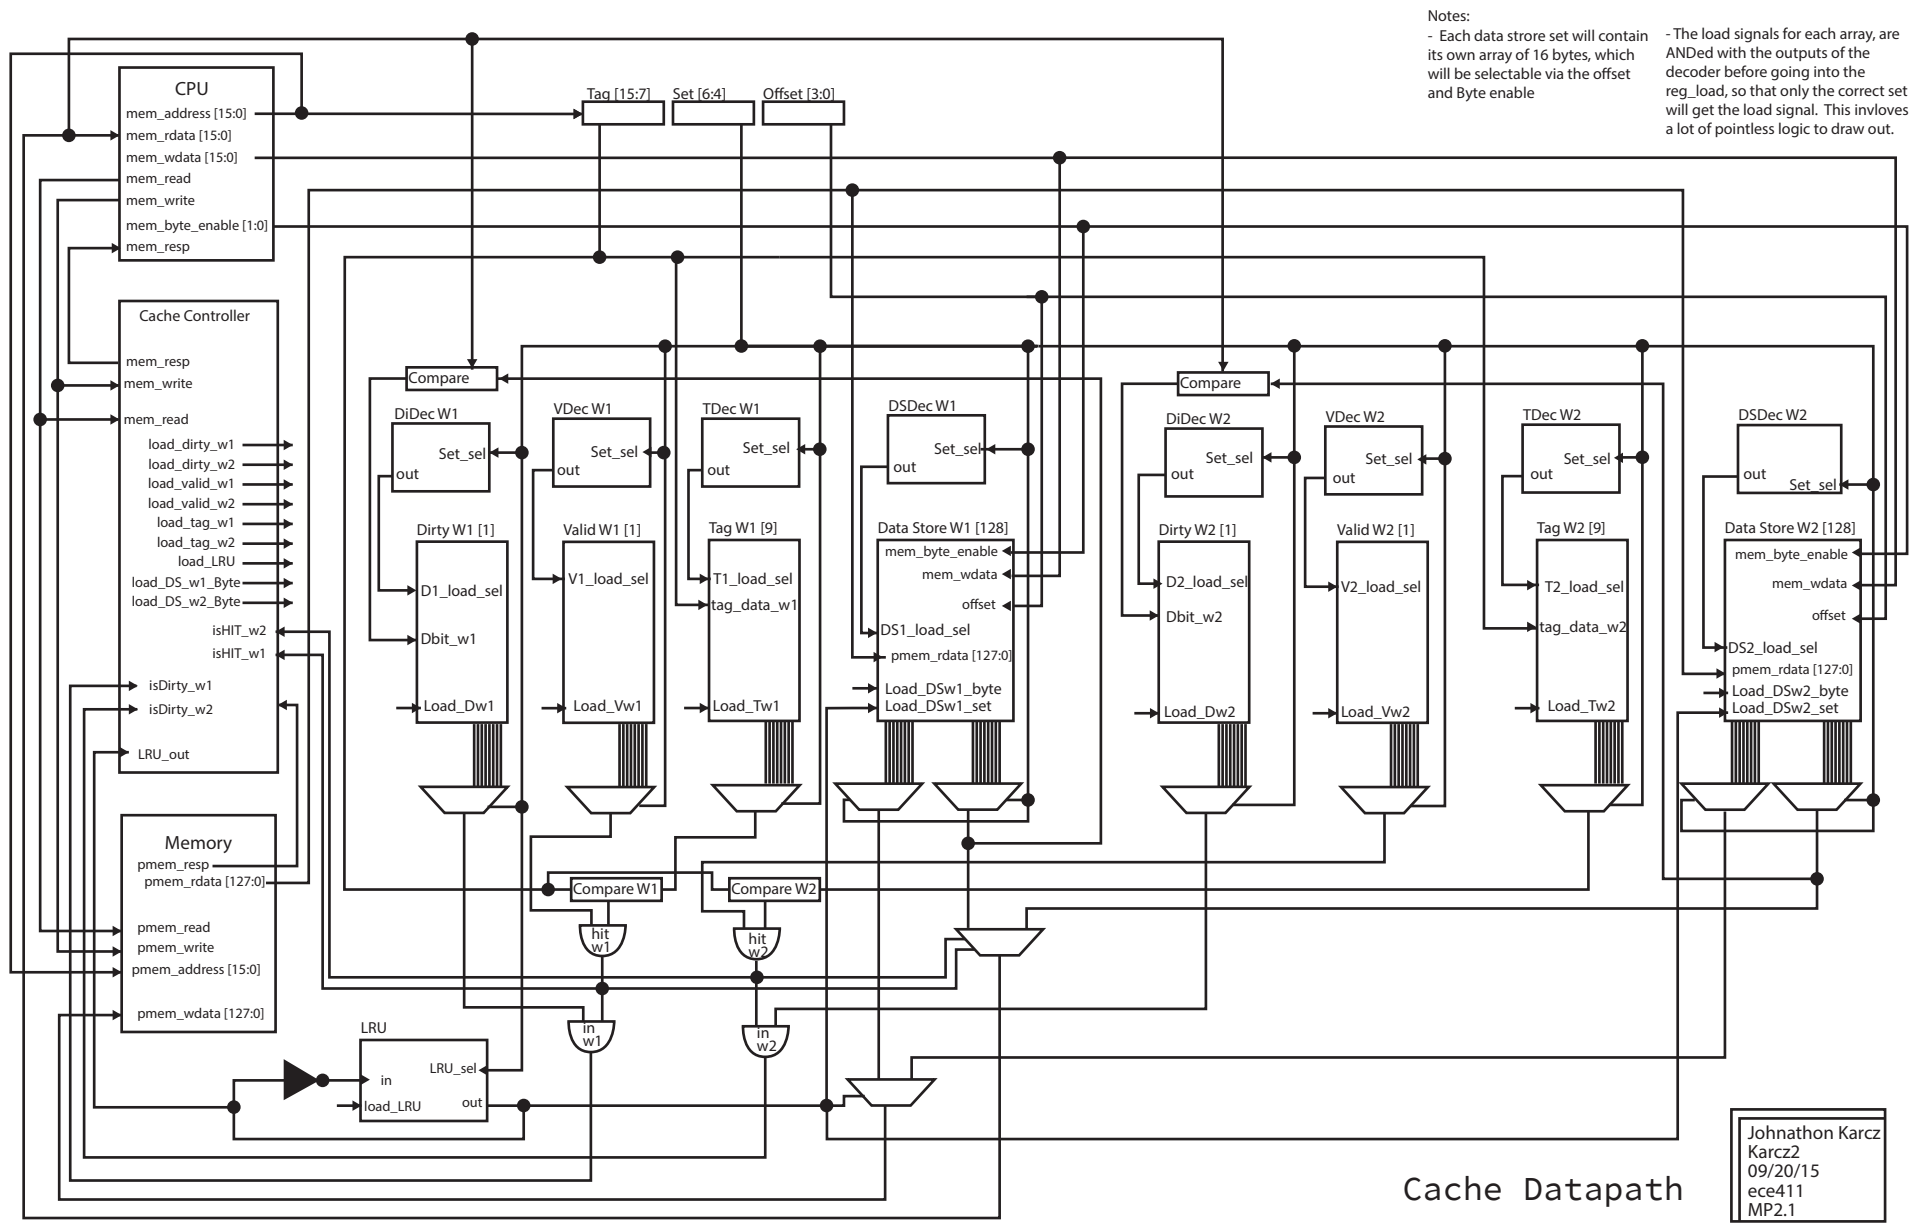 Notes:
- Each data strore set will contain
its own array of 16 bytes, which
will be selectable via the offset
and Byte enable
- The load signals for each array, are
ANDed with the outputs of the
decoder before going into the
reg_load, so that only the correct set
will get the load signal. This invloves
a lot of pointless logic to draw out.
CPU
mem_address [15:0]
mem_rdata [15:0]
mem_wdata [15:0]
mem_read
mem_write
mem_byte_enable [1:0]
mem_resp
Tag [15:7]
Set [6:4]
Offset [3:0]
Cache Controller
mem_resp
mem_write
mem_read
load_dirty_w1
load_dirty_w2
load_valid_w1
load_valid_w2
load_tag_w1
load_tag_w2
load_LRU
load_DS_w1_Byte
load_DS_w2_Byte
isHIT_w2
isHIT_w1
isDirty_w1
isDirty_w2
LRU_out
Memory
pmem_resp
pmem_rdata [127:0]
pmem_read
pmem_write
pmem_address [15:0]
pmem_wdata [127:0]
Compare
DiDec W1
Set_sel
out
VDec W1
Set_sel
out
TDec W1
Set_sel
out
DSDec W1
Set_sel
out
Compare
DiDec W2
Set_sel
out
VDec W2
Set_sel
out
TDec W2
Set_sel
out
DSDec W2
out
Set_sel
Dirty W1 [1]
D1_load_sel
Dbit_w1
Load_Dw1
Valid W1 [1]
V1_load_sel
Load_Vw1
Tag W1 [9]
T1_load_sel
tag_data_w1
Load_Tw1
Data Store W1 [128]
mem_byte_enable
mem_wdata
offset
DS1_load_sel
pmem_rdata [127:0]
Load_DSw1_byte
Load_DSw1_set
Dirty W2 [1]
D2_load_sel
Dbit_w2
Load_Dw2
Valid W2 [1]
V2_load_sel
Load_Vw2
Tag W2 [9]
T2_load_sel
tag_data_w2
Load_Tw2
Data Store W2 [128]
mem_byte_enable
mem_wdata
offset
DS2_load_sel
pmem_rdata [127:0]
Load_DSw2_byte
Load_DSw2_set
Compare W1
Compare W2
hit
w1
hit
w2
in
w1
in
w2
LRU
LRU_sel
in
load_LRU
out
Cache Datapath
Johnathon Karcz
Karcz2
09/20/15
ece411
MP2.1